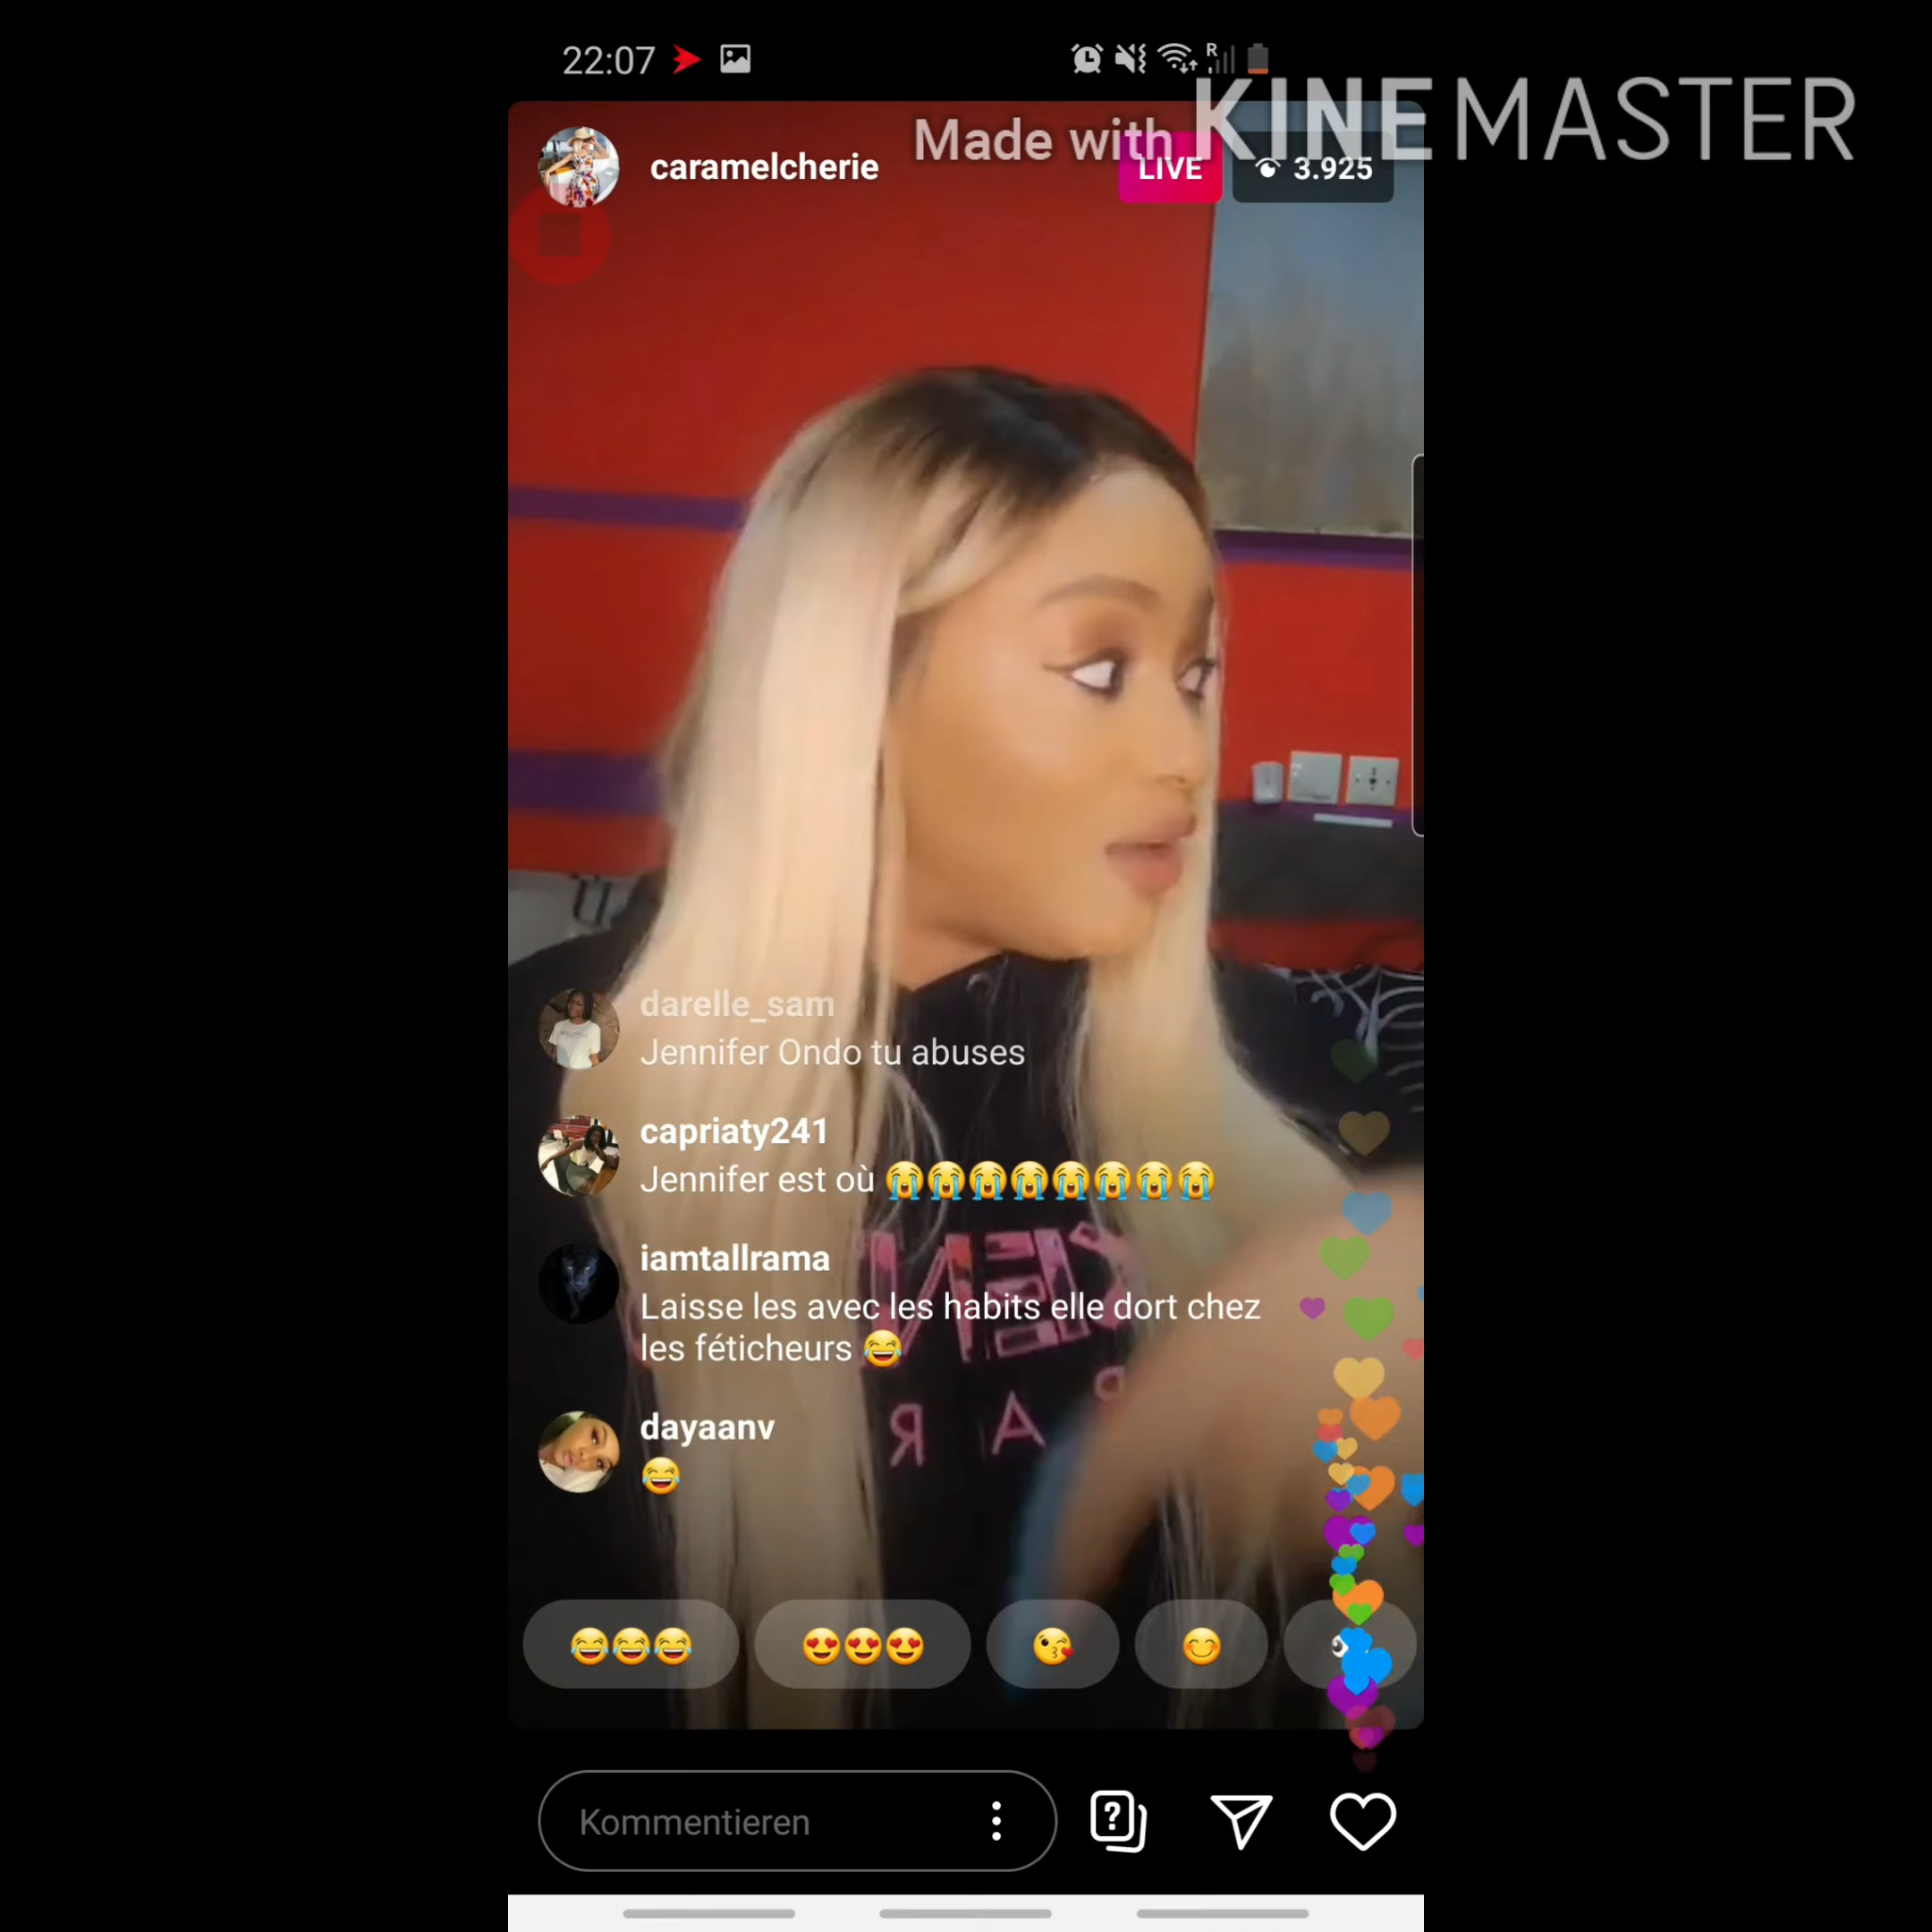 22:07
Made with KINEMASTER
caramelcherie
LIVE
3.925
darelle_sam
Jennifer Ondo tu abuses
capriaty241
Jennifer est où 😭😭😭😭😭😭😭😭
iamtallrama
Laisse les avec les habits elle dort chez
les féticheurs 😂
dayaanv
😂
😂😂😂
😍😍😍
😘
😊
Kommentieren